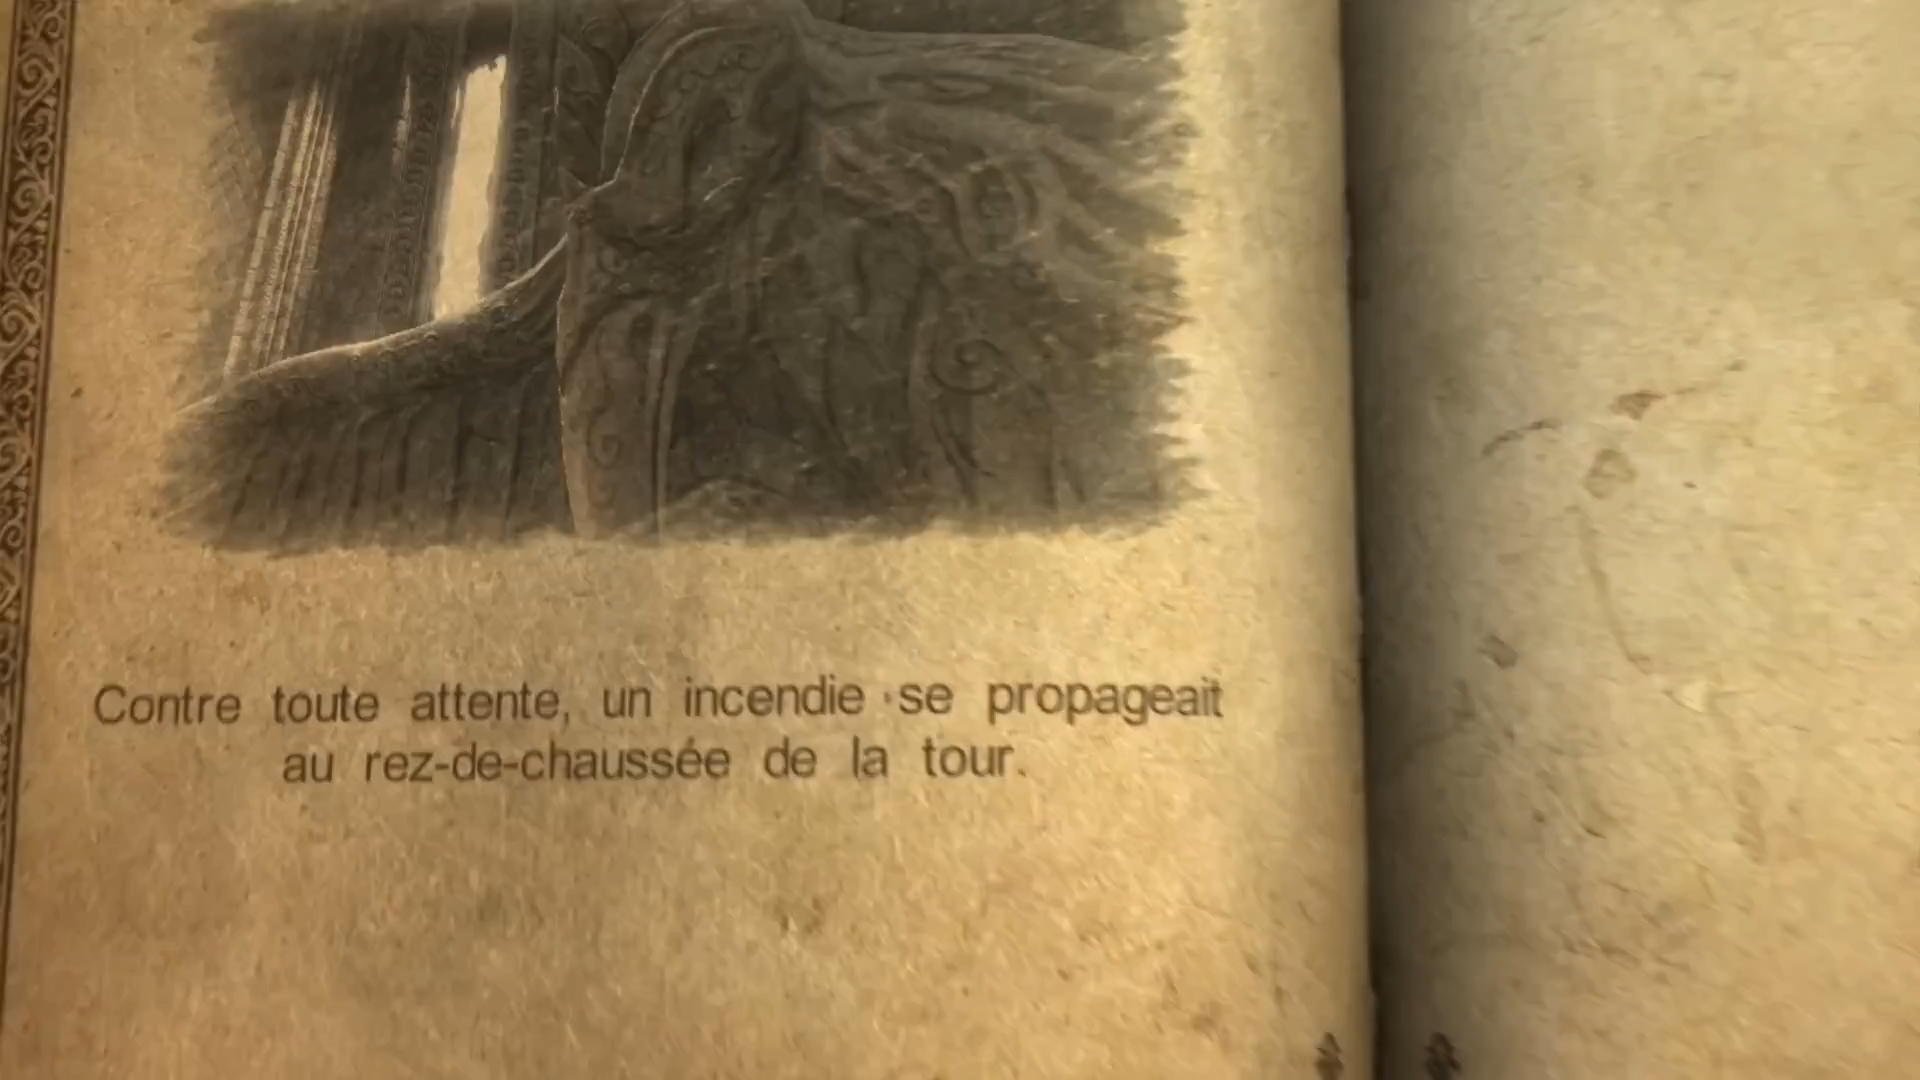 Contre toute attente, un incendie se propageait
au rez-de-chaussée de la tour.